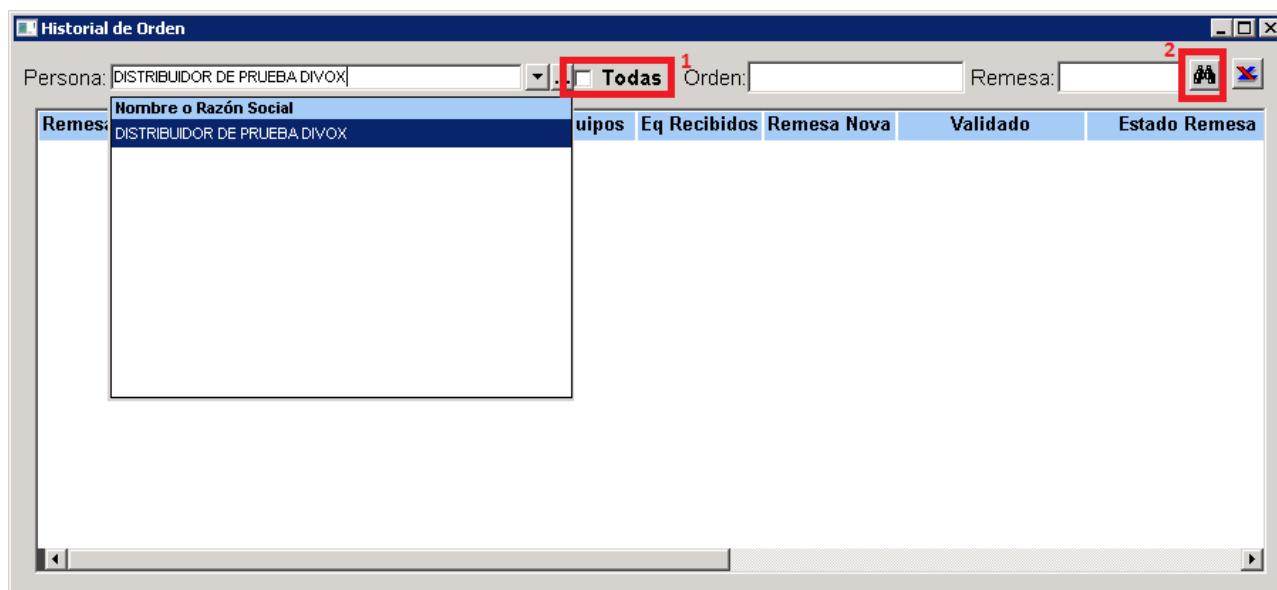 Historial de Orden
1 2
Persona: DISTRIBUIDOR DE PRUEBA DIVOX ... Todas Orden: Remesa:
Nombre o Razón Social
Remesa uipos Eq Recibidos Remesa Nova Validado Estado Remesa
DISTRIBUIDOR DE PRUEBA DIVOX